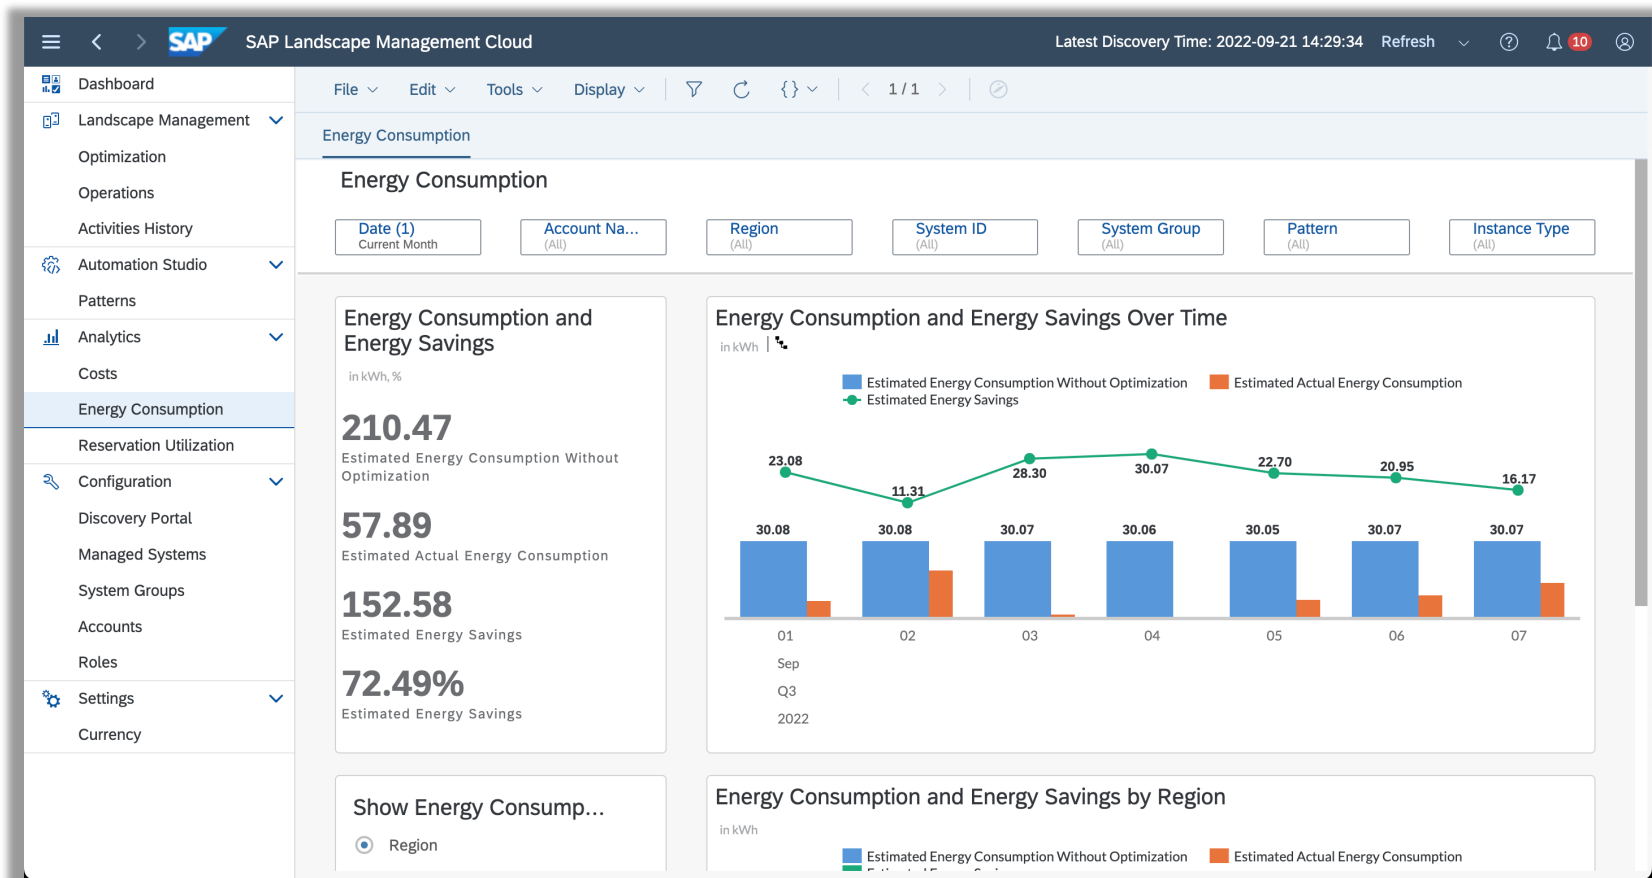 SAP
SAP Landscape Management Cloud
Latest Discovery Time: 2022-09-21 14:29:34
Refresh
10
Dashboard
Landscape Management
Optimization
Operations
Activities History
Automation Studio
Patterns
Analytics
Costs
Energy Consumption
Reservation Utilization
Configuration
Discovery Portal
Managed Systems
System Groups
Accounts
Roles
Settings
Currency
File
Edit
Tools
Display
{ }
1 / 1
Energy Consumption
Energy Consumption
Date (1)
Current Month
Account Na...
(All)
Region
(All)
System ID
(All)
System Group
(All)
Pattern
(All)
Instance Type
(All)
Energy Consumption and
Energy Savings
in kWh, %
210.47
Estimated Energy Consumption Without
Optimization
57.89
Estimated Actual Energy Consumption
152.58
Estimated Energy Savings
72.49%
Estimated Energy Savings
Energy Consumption and Energy Savings Over Time
in kWh
Estimated Energy Consumption Without Optimization
Estimated Actual Energy Consumption
Estimated Energy Savings
23.08
11.31
28.30
30.07
22.70
20.95
16.17
30.08
30.08
30.07
30.06
30.05
30.07
30.07
01
02
03
04
05
06
07
Sep
Q3
2022
Show Energy Consump...
Region
Energy Consumption and Energy Savings by Region
in kWh
Estimated Energy Consumption Without Optimization
Estimated Actual Energy Consumption